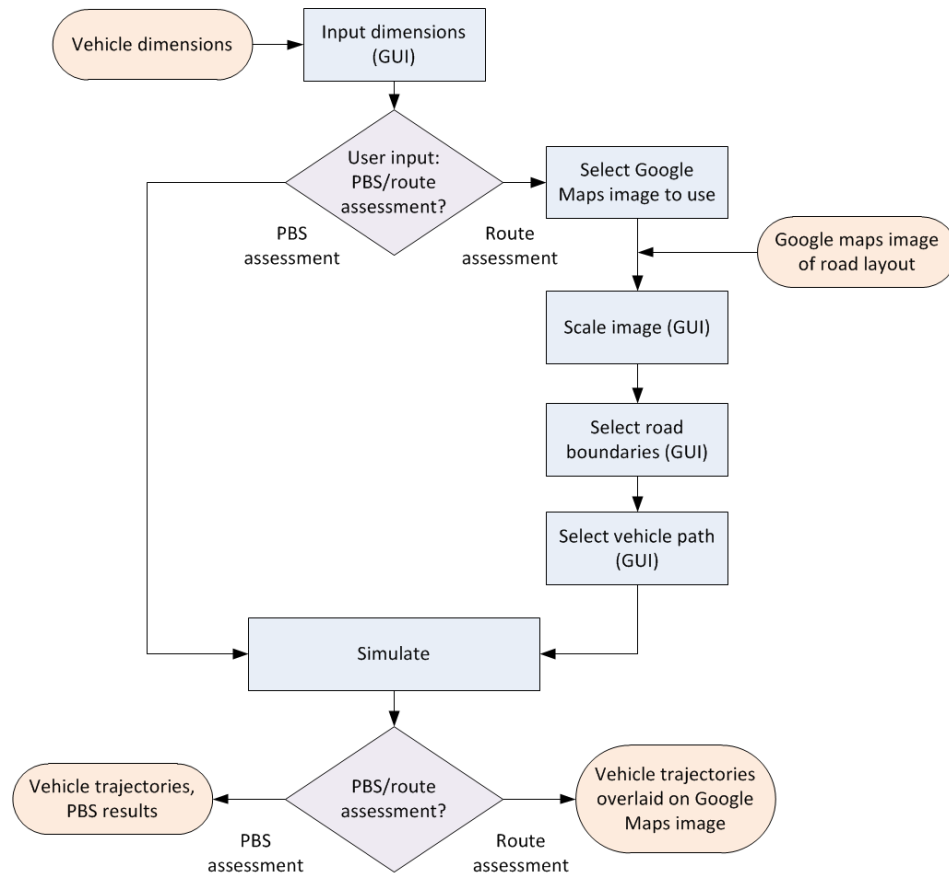 Vehicle dimensions
Input dimensions
(GUI)
User input:
PBS/route
assessment?
PBS
assessment
Route
assessment
Select Google
Maps image to use
Google maps image
of road layout
Scale image (GUI)
Select road
boundaries (GUI)
Select vehicle path
(GUI)
Simulate
PBS/route
assessment?
PBS
assessment
Route
assessment
Vehicle trajectories,
PBS results
Vehicle trajectories
overlaid on Google
Maps image